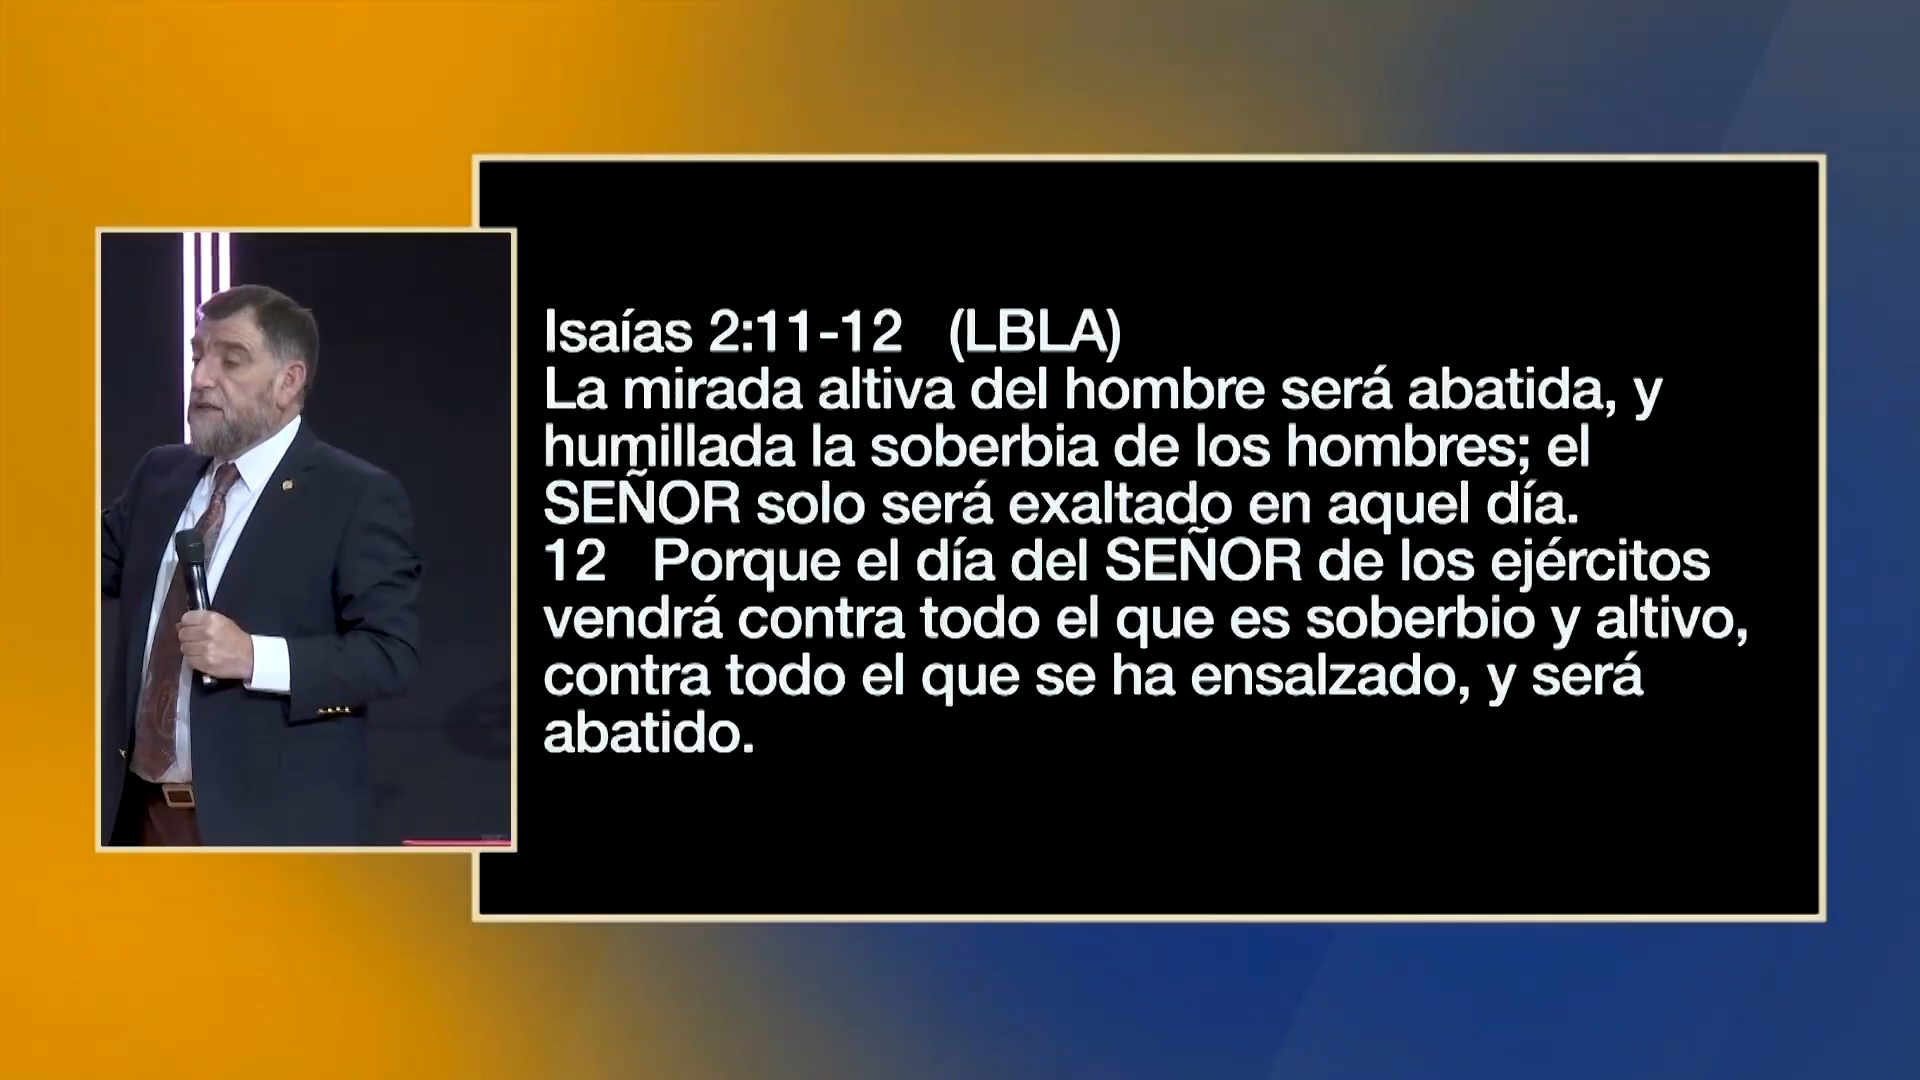 Isaías 2:11-12 (LBLA)
La mirada altiva del hombre será abatida, y
humillada la soberbia de los hombres; el
SEÑOR solo será exaltado en aquel día.
12 Porque el día del SEÑOR de los ejércitos
vendrá contra todo el que es soberbio y altivo,
contra todo el que se ha ensalzado, y será
abatido.